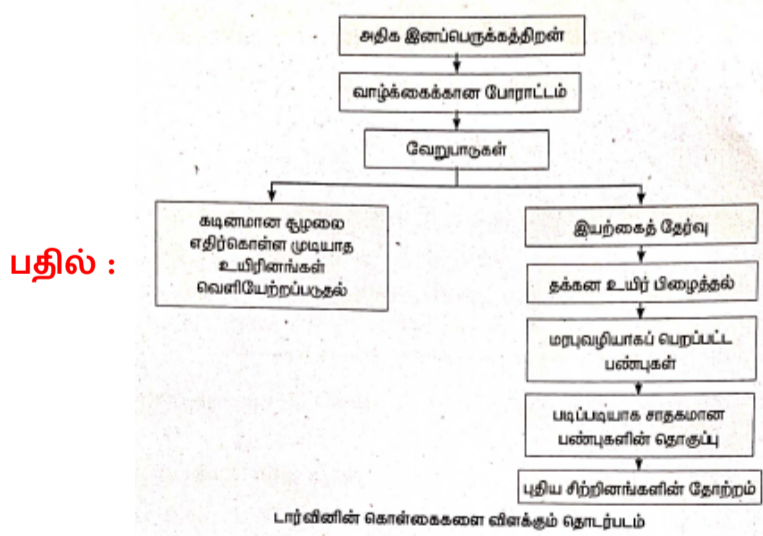 அதிக இனப்பெருக்கத்திறன்
வாழ்க்கைக்கான போராட்டம்
வேறுபாடுகள்
கடினமான சூழலை
எதிர்கொள்ள முடியாத
உயிரினங்கள்
வெளியேற்றப்படுதல்
இயற்கைத் தேர்வு
தக்கன உயிர் பிழைத்தல்
மரபுவழியாகப் பெறப்பட்ட
பண்புகள்
படிப்படியாக சாதகமான
பண்புகளின் தொகுப்பு
புதிய சிற்றினங்களின் தோற்றம்
பதில் :
டார்வினின் கொள்கைகளை விளக்கும் தொடர்படம்